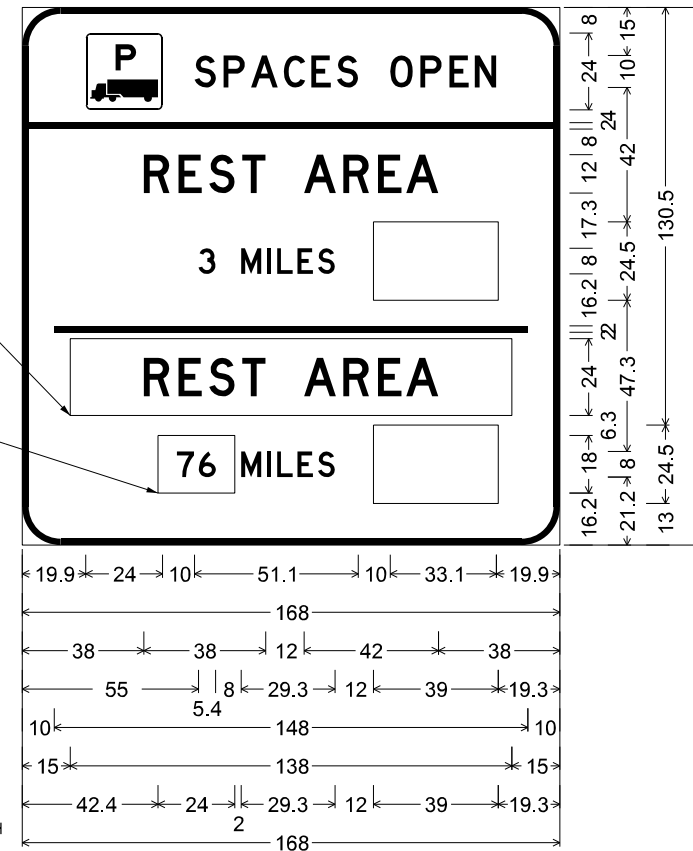 P
SPACES OPEN
REST AREA
3 MILES
REST AREA
76 MILES
8 24 24 8 12 17.3 8 16.2 22 24 6.3 18 16.2
15 10 42 24.5 47.3 8 21.2
130.5 24.5 13
19.9 24 10 51.1 10 33.1 19.9
168
38 38 12 42 38
55 5.4 8 29.3 12 39 19.3
10 148 10
15 138 15
42.4 24 2 29.3 12 39 19.3
168